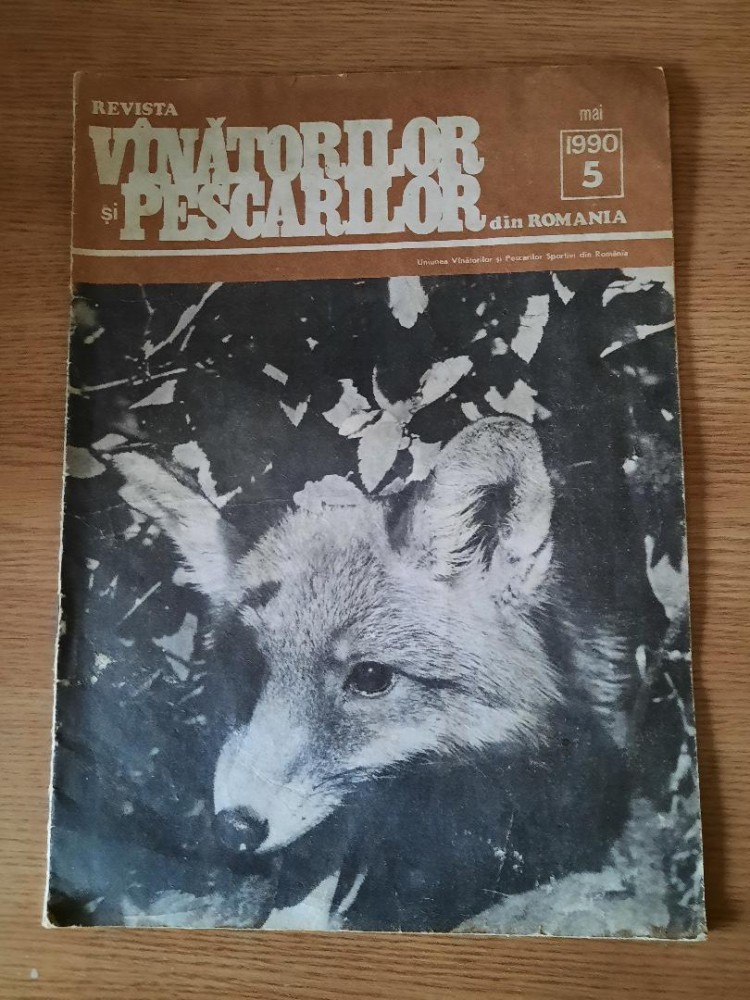 REVISTA
VÎNĂTORILOR
și PESCARILOR din ROMANIA
mai
1990
5
Uniunea Vînătorilor și Pescarilor Sportivi din România